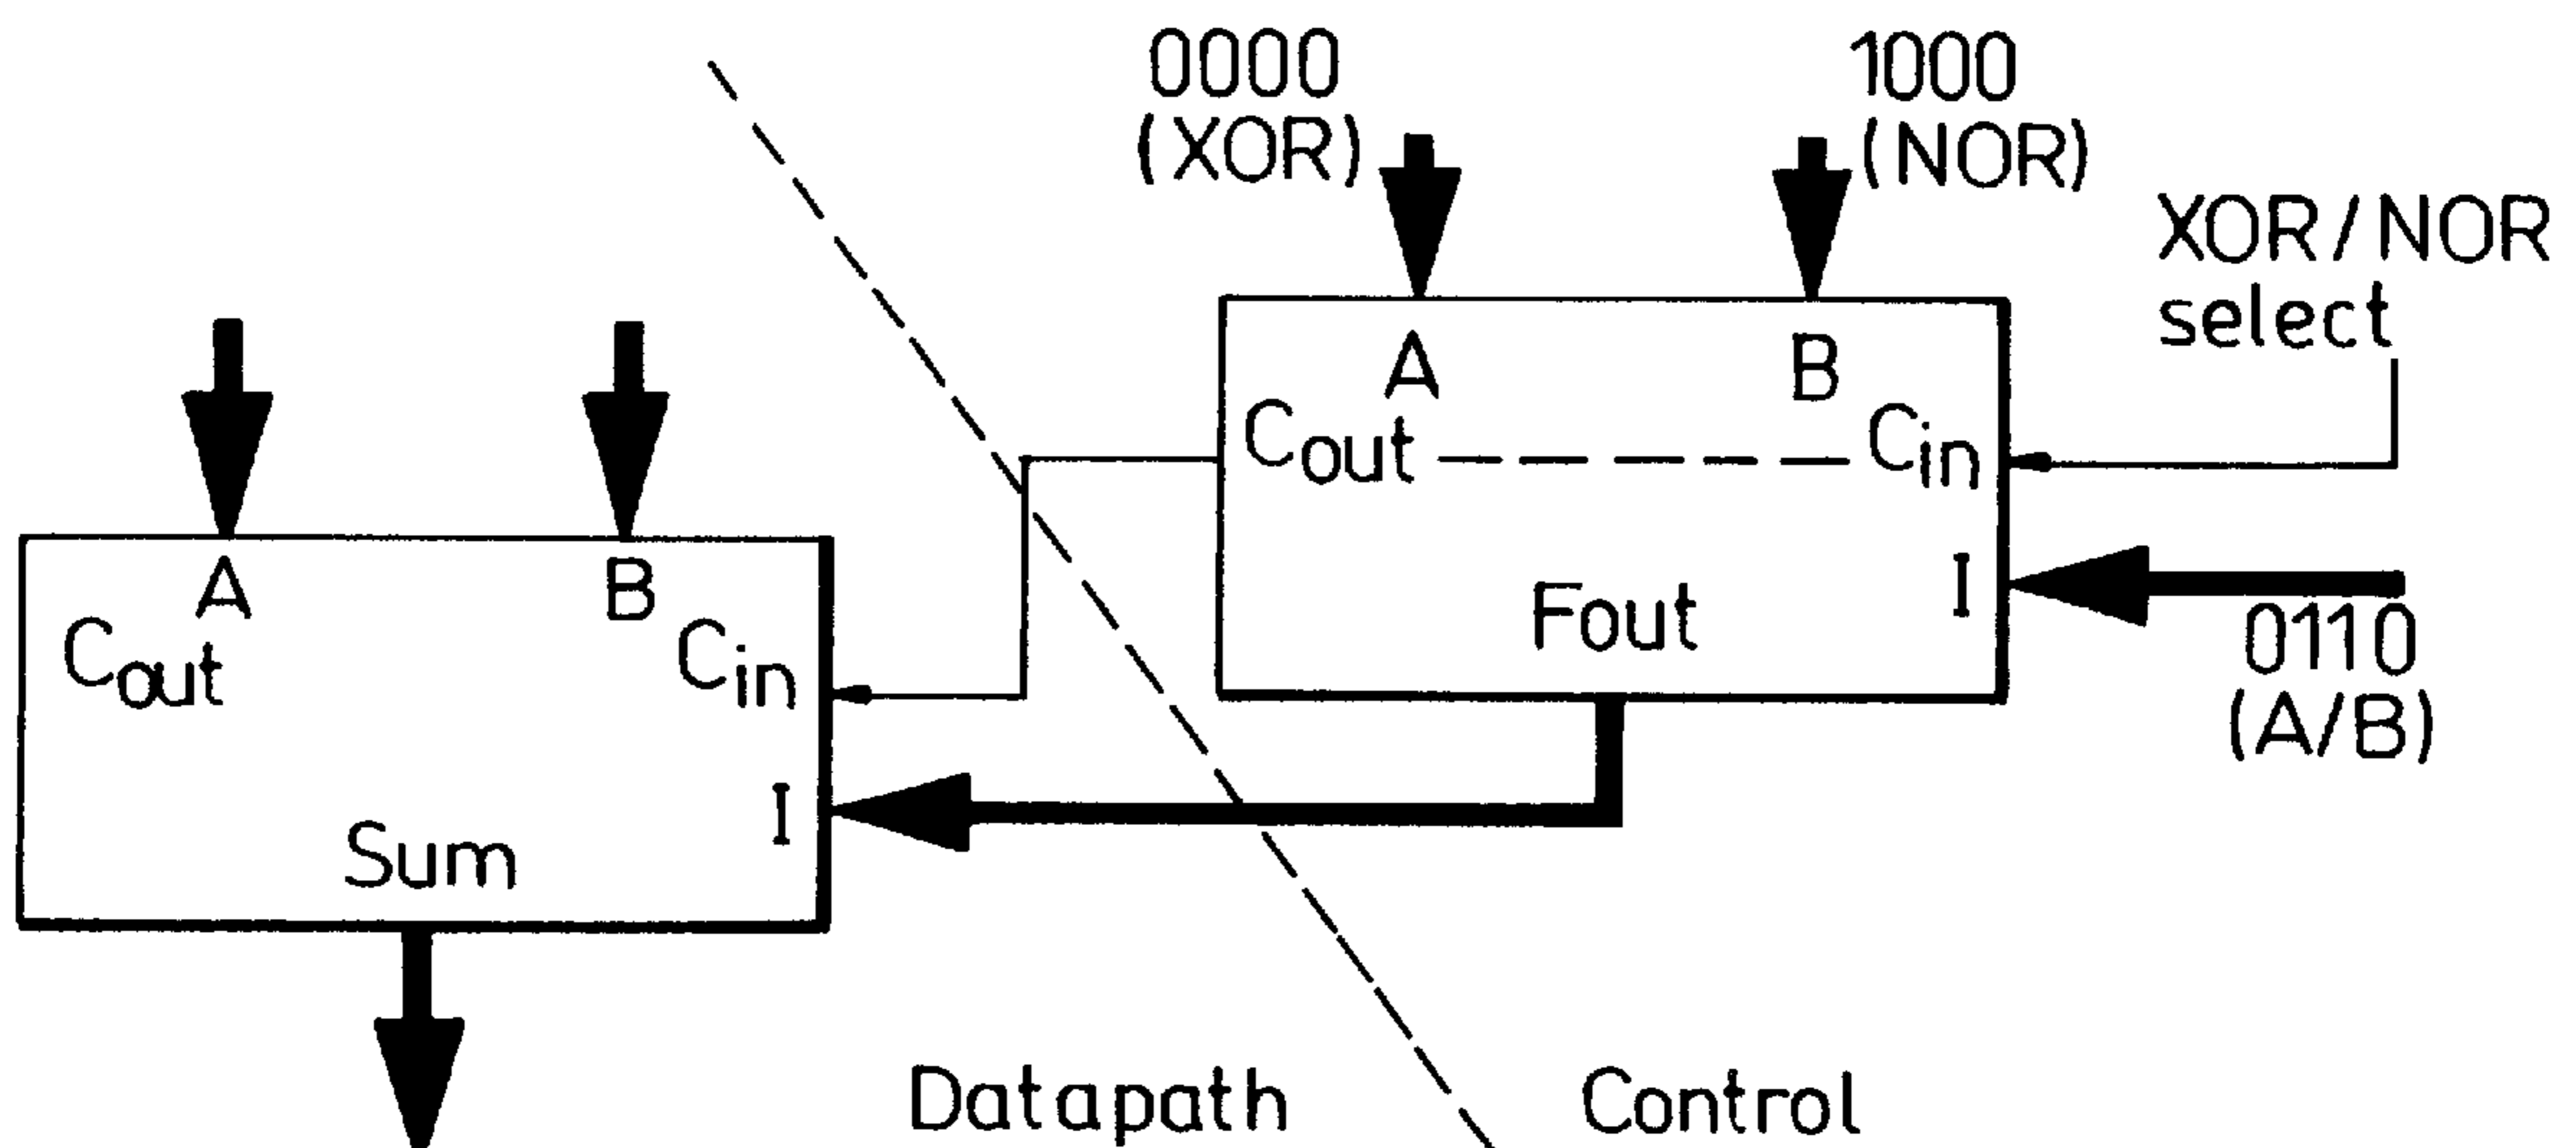 0000
(XOR)
1000
(NOR)
XOR/NOR
select
A
B
Cout
Cin
I
Fout
0110
(A/B)
A
B
Cout
Cin
I
Sum
Datapath
Control